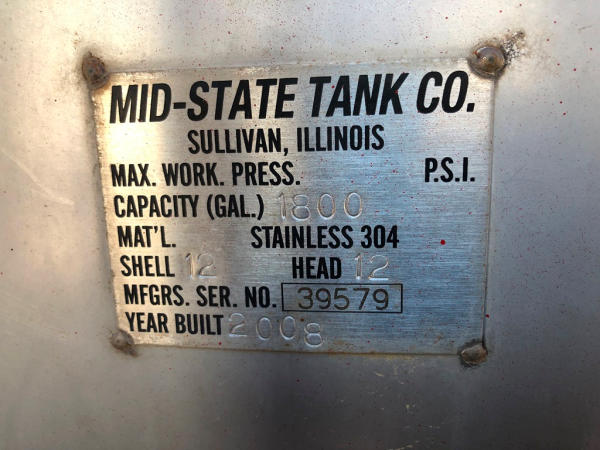 MID-STATE TANK CO.
SULLIVAN, ILLINOIS
MAX. WORK. PRESS. P.S.I.
CAPACITY (GAL.) 1800
MAT'L. STAINLESS 304
SHELL 12 HEAD 12
MFGRS. SER. NO. 39579
YEAR BUILT 2008